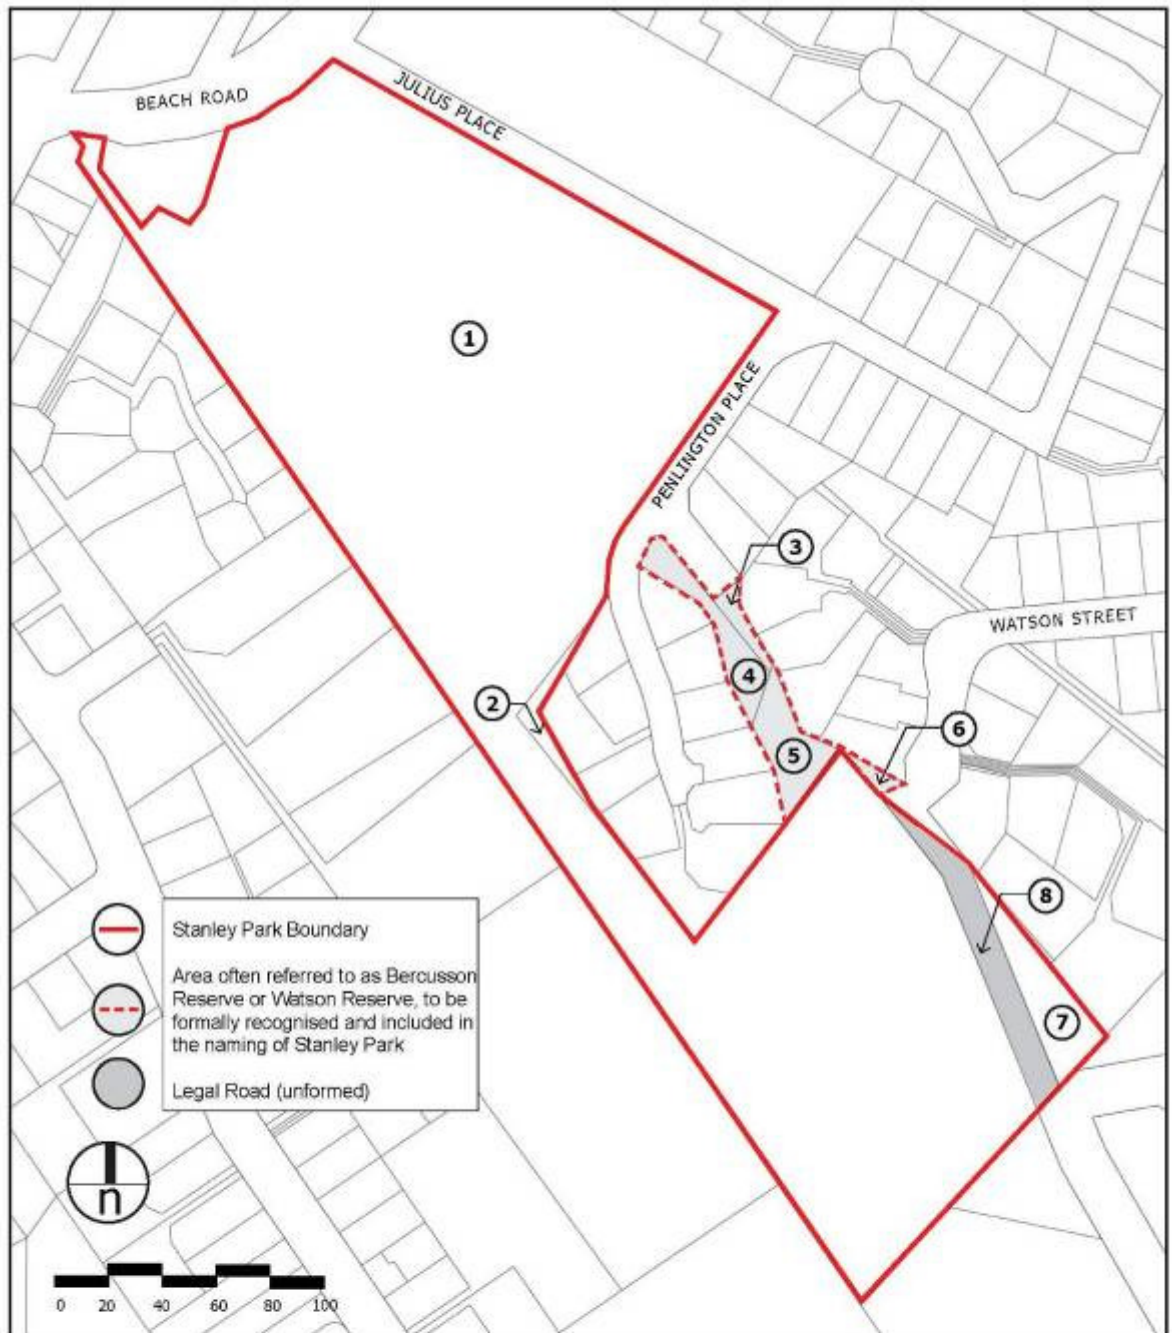 BEACH ROAD
JULIUS PLACE
1
PENLINGTON PLACE
3
WATSON STREET
4
2
6
5
8
7
Stanley Park Boundary
Area often referred to as Bercusson
Reserve or Watson Reserve, to be
formally recognised and included in
the naming of Stanley Park
Legal Road (unformed)
n
0 20 40 60 80 100